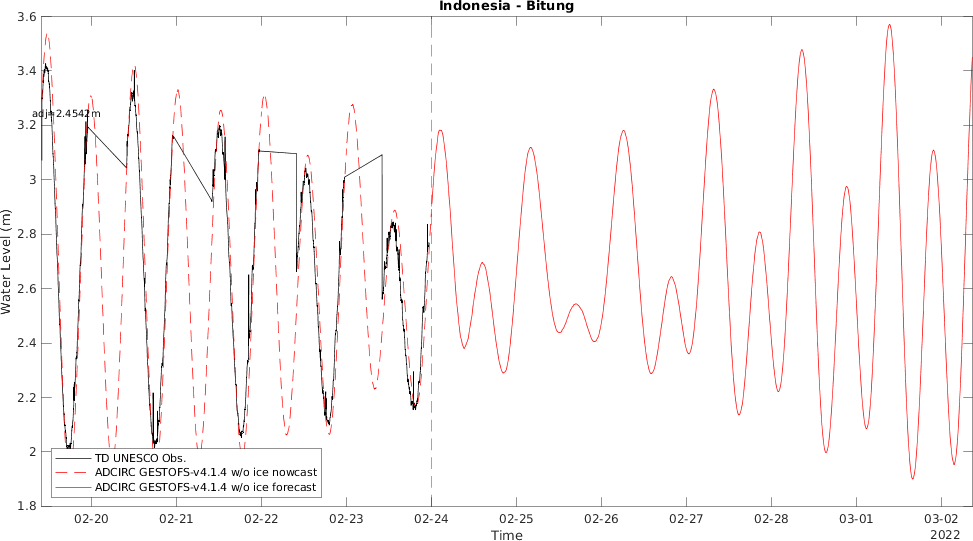 Indonesia - Bitung
3.6
3.4
adj=2.4542m
3.2
3
2.8
Water Level (m)
2.6
2.4
2.2
2
1.8
TD UNESCO Obs.
ADCIRC GESTOFS-v4.1.4 w/o ice nowcast
ADCIRC GESTOFS-v4.1.4 w/o ice forecast
02-20 02-21 02-22 02-23 02-24 02-25 02-26 02-27 02-28 03-01 03-02
Time 2022